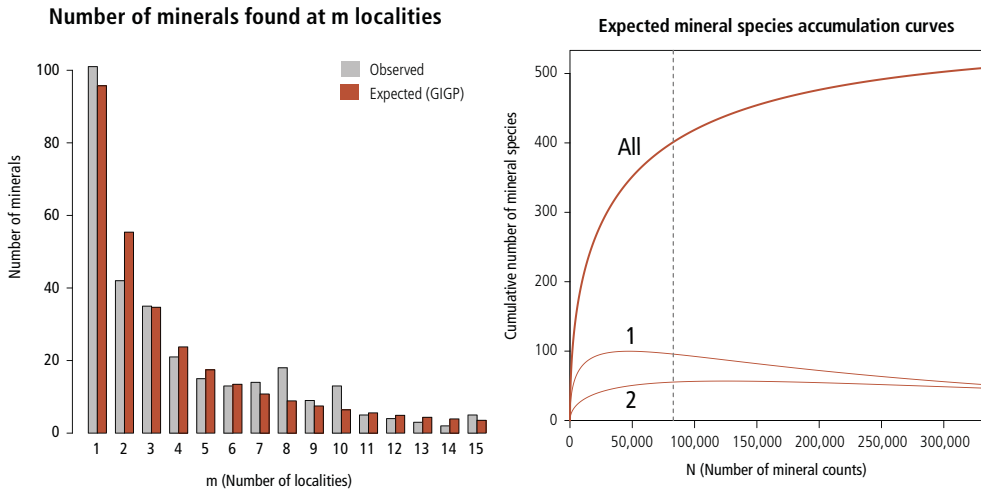 Number of minerals found at m localities
Number of minerals
100
80
60
40
20
0
Observed
Expected (GIGP)
1 2 3 4 5 6 7 8 9 10 11 12 13 14 15
m (Number of localities)
Expected mineral species accumulation curves
Cumulative number of mineral species
500
400
300
200
100
0
All
1
2
0 50,000 100,000 150,000 200,000 250,000 300,000
N (Number of mineral counts)